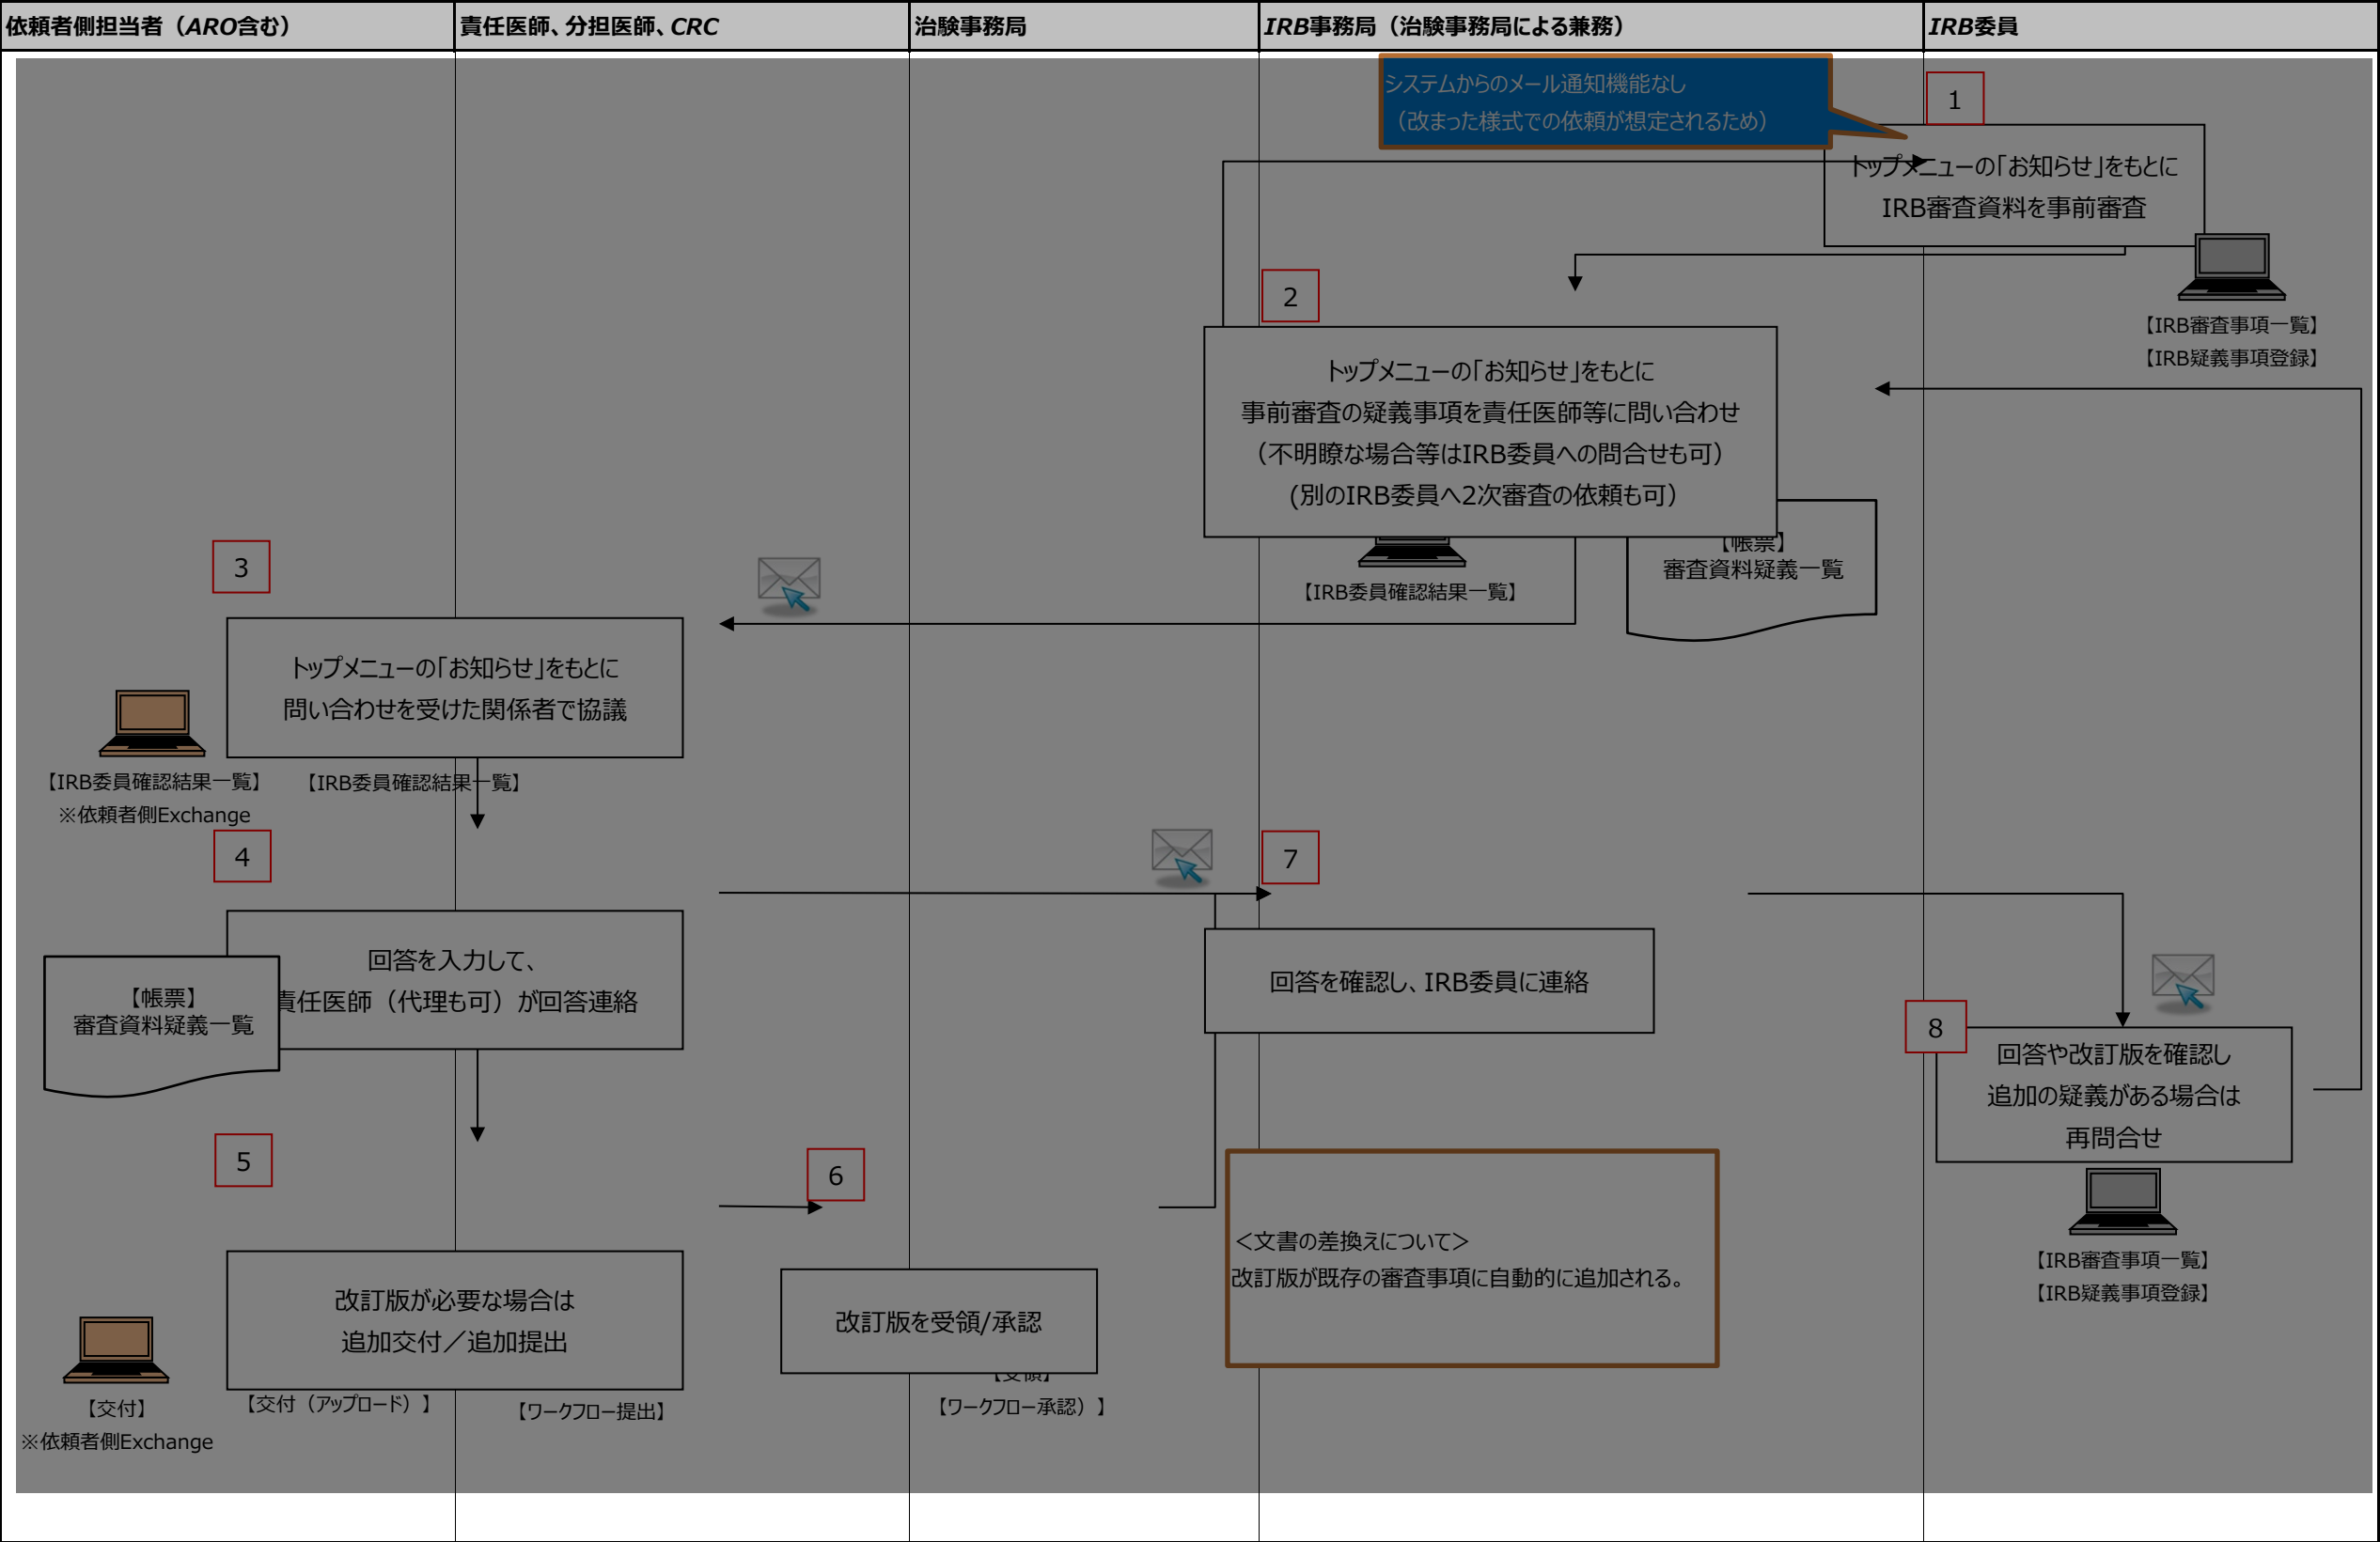 依頼者側担当者（ARO含む）
責任医師、分担医師、CRC
治験事務局
IRB事務局（治験事務局による兼務）
IRB委員
システムからのメール通知機能なし
（改まった様式での依頼が想定されるため）
1
トップメニューの「お知らせ」をもとに
IRB審査資料を事前審査
【IRB審査事項一覧】
【IRB疑義事項登録】
2
トップメニューの「お知らせ」をもとに
事前審査の疑義事項を責任医師等に問い合わせ
（不明瞭な場合等はIRB委員への問合せも可）
(別のIRB委員へ2次審査の依頼も可）
【IRB委員確認結果一覧】
【帳票】
審査資料疑義一覧
3
トップメニューの「お知らせ」をもとに
問い合わせを受けた関係者で協議
【IRB委員確認結果一覧】
※依頼者側Exchange
【IRB委員確認結果一覧】
4
回答を入力して、
責任医師（代理も可）が回答連絡
【帳票】
審査資料疑義一覧
7
回答を確認し、IRB委員に連絡
8
回答や改訂版を確認し
追加の疑義がある場合は
再問合せ
【IRB審査事項一覧】
【IRB疑義事項登録】
5
改訂版が必要な場合は
追加交付／追加提出
【交付】
※依頼者側Exchange
【交付（アップロード）】
【ワークフロー提出】
6
改訂版を受領/承認
【受領】
【ワークフロー承認）】
＜文書の差換えについて＞
改訂版が既存の審査事項に自動的に追加される。